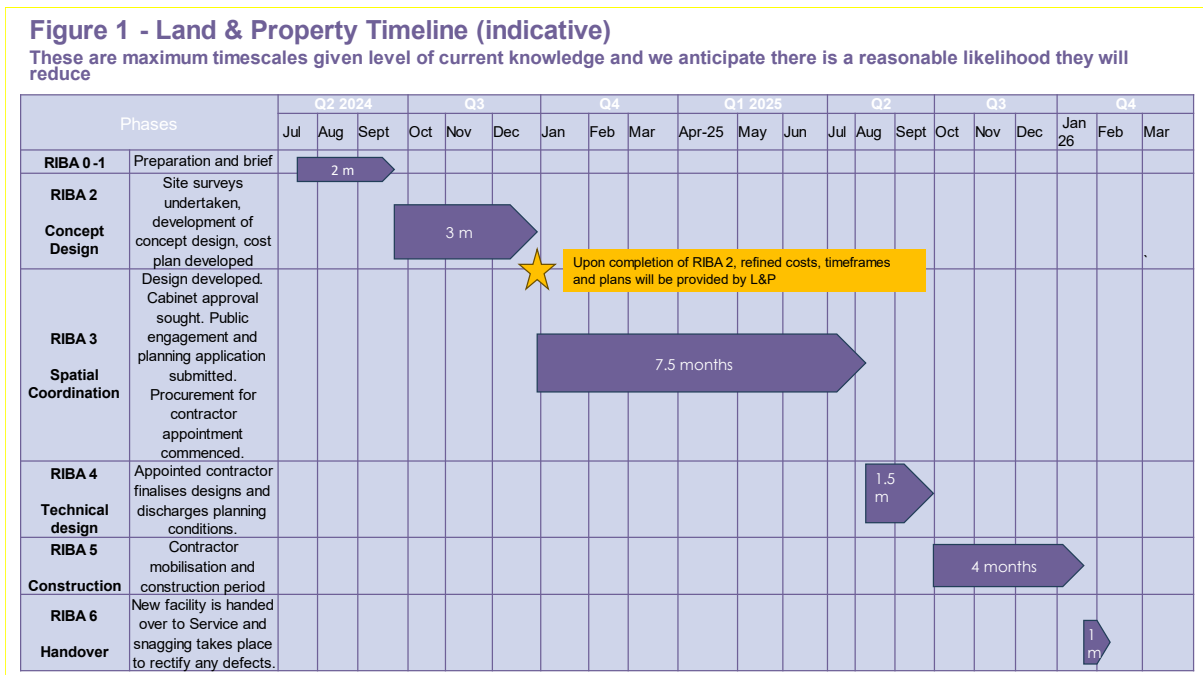 Figure 1 - Land & Property Timeline (indicative)
These are maximum timescales given level of current knowledge and we anticipate there is a reasonable likelihood they will
reduce
Phases
Q2 2024
Q3
Q4
Q1 2025
Q2
Q3
Q4
Jul
Aug
Sept
Oct
Nov
Dec
Jan
Feb
Mar
Apr-25
May
Jun
Jul
Aug
Sept
Oct
Nov
Dec
Jan
26
Feb
Mar
RIBA 0 -1
Preparation and brief
2 m
RIBA 2
Concept
Design
Site surveys
undertaken,
development of
concept design, cost
plan developed
3 m
`
Upon completion of RIBA 2, refined costs, timeframes
and plans will be provided by L&P
RIBA 3
Spatial
Coordination
Design developed.
Cabinet approval
sought. Public
engagement and
planning application
submitted.
Procurement for
contractor
appointment
commenced.
7.5 months
RIBA 4
Technical
design
Appointed contractor
finalises designs and
discharges planning
conditions.
1.5
m
RIBA 5
Construction
Contractor
mobilisation and
construction period
4 months
RIBA 6
Handover
New facility is handed
over to Service and
snagging takes place
to rectify any defects.
1
m